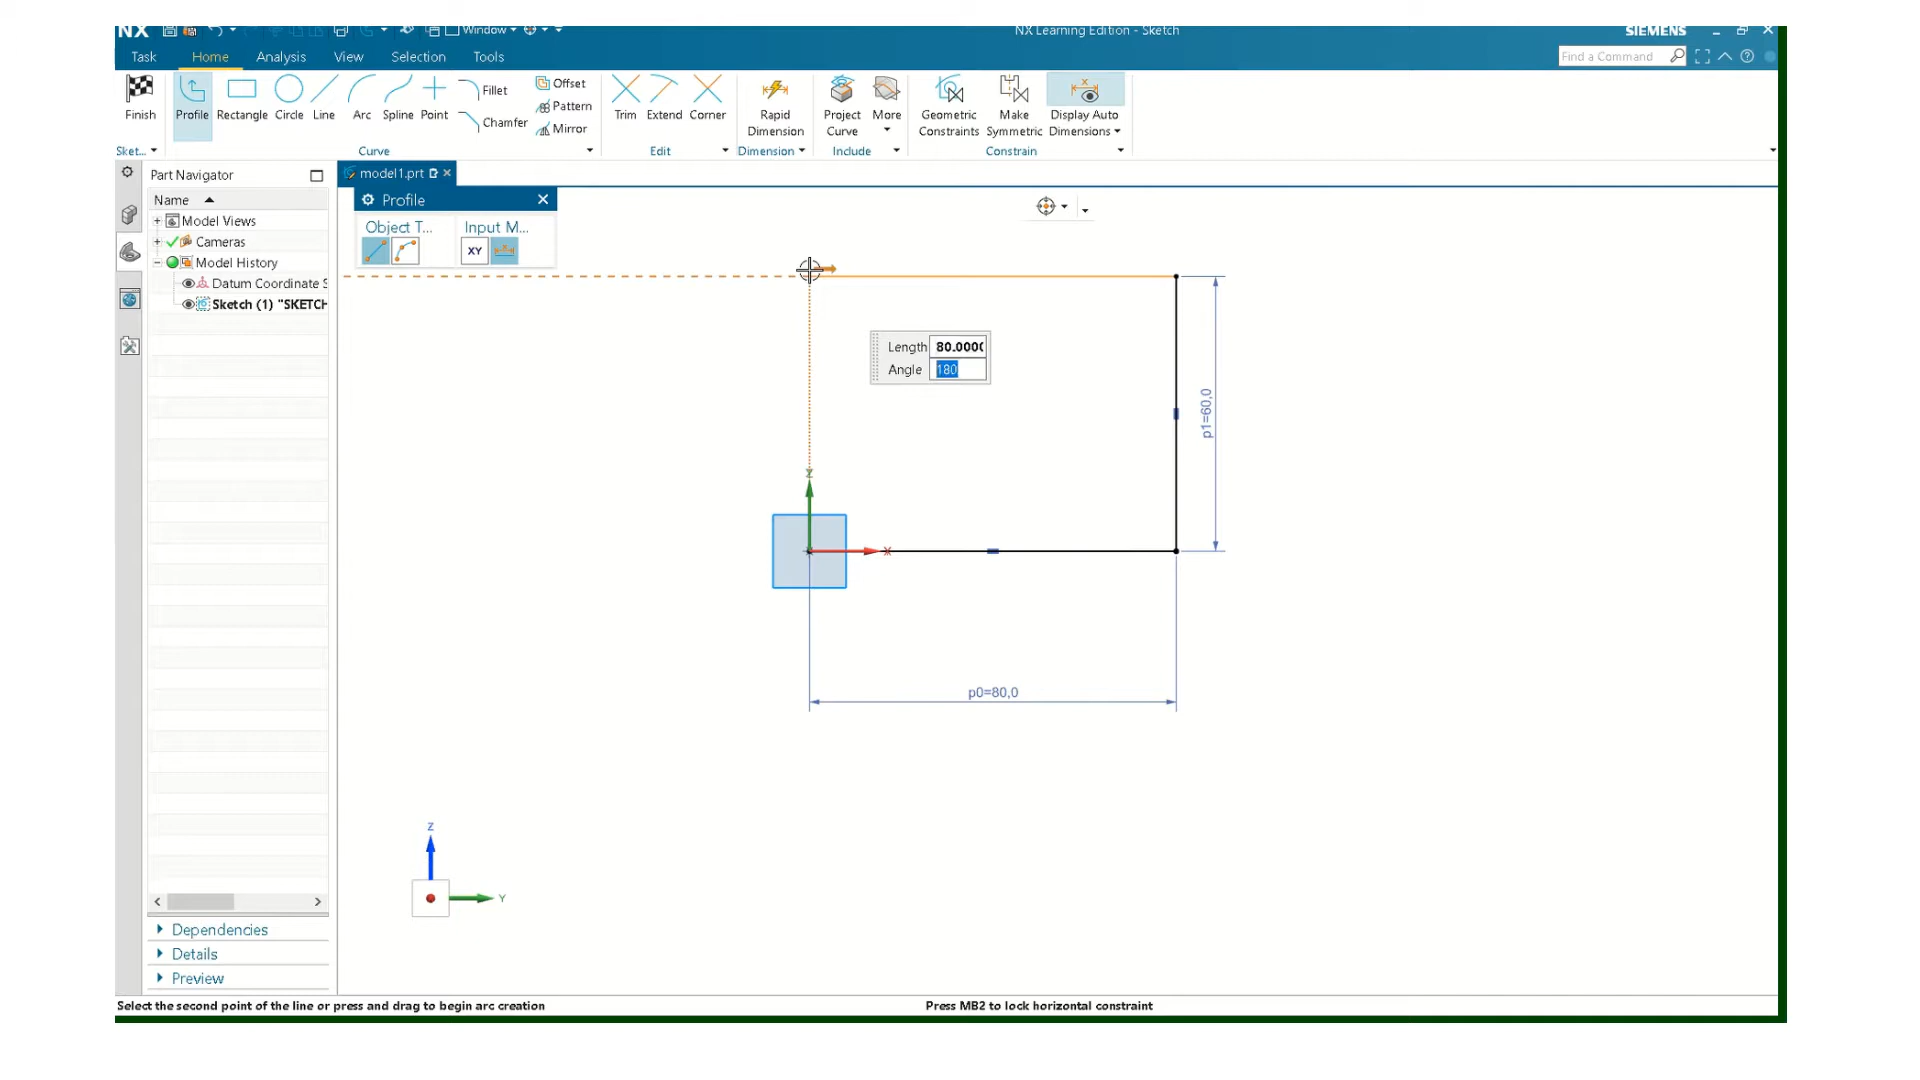 NX Window NX Learning Edition - Sketch SIEMENS
Task Home Analysis View Selection Tools Find a Command
Finish Profile Rectangle Circle Line Arc Spline Point Fillet Chamfer Offset Pattern Mirror Trim Extend Corner Rapid Dimension Project Curve More Geometric Constraints Make Symmetric Display Auto Dimensions
Sket... Curve Edit Dimension Include Constrain
Part Navigator model1.prt
Name Profile
Model Views Object T... Input M...
Cameras XY
Model History
Datum Coordinate S
Sketch (1) "SKETCH
Length 80.0000
Angle 180
p1=60,0
Z
X
p0=80,0
Z
Y
Dependencies
Details
Preview
Select the second point of the line or press and drag to begin arc creation Press MB2 to lock horizontal constraint